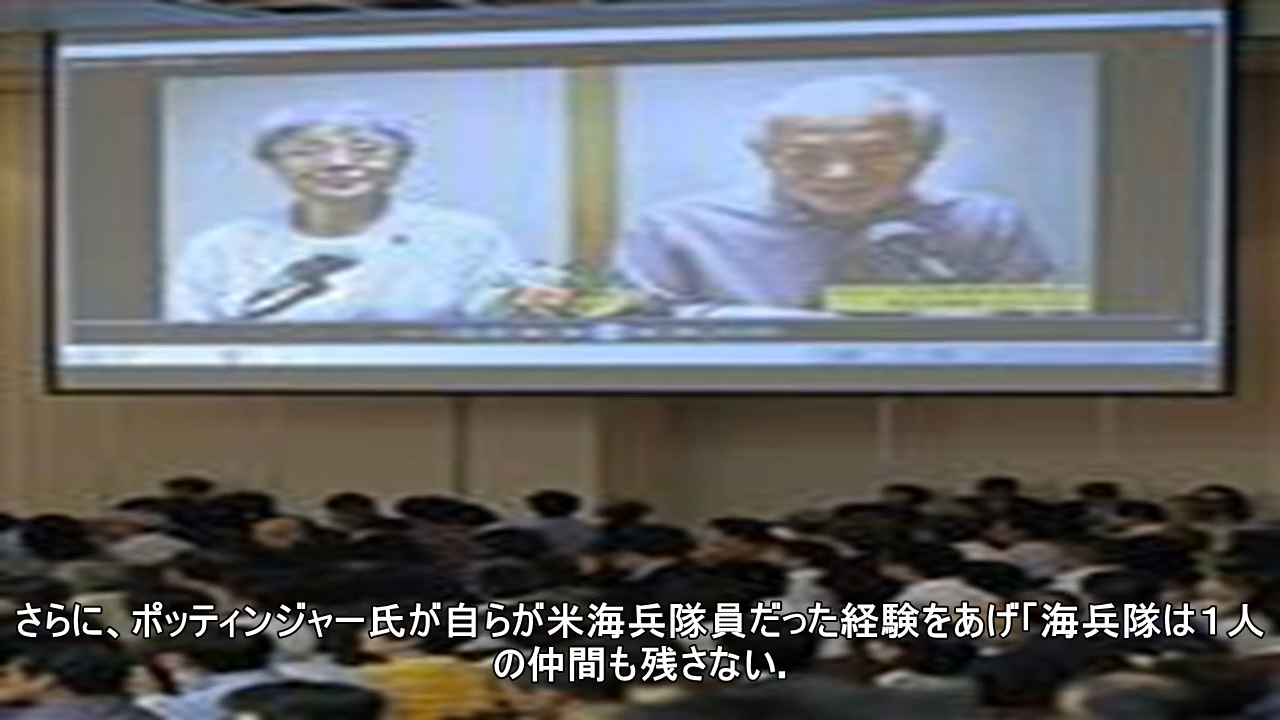 さらに、ポッティンジャー氏が自らが米海兵隊員だった経験をあげ「海兵隊は１人
の仲間も残さない.